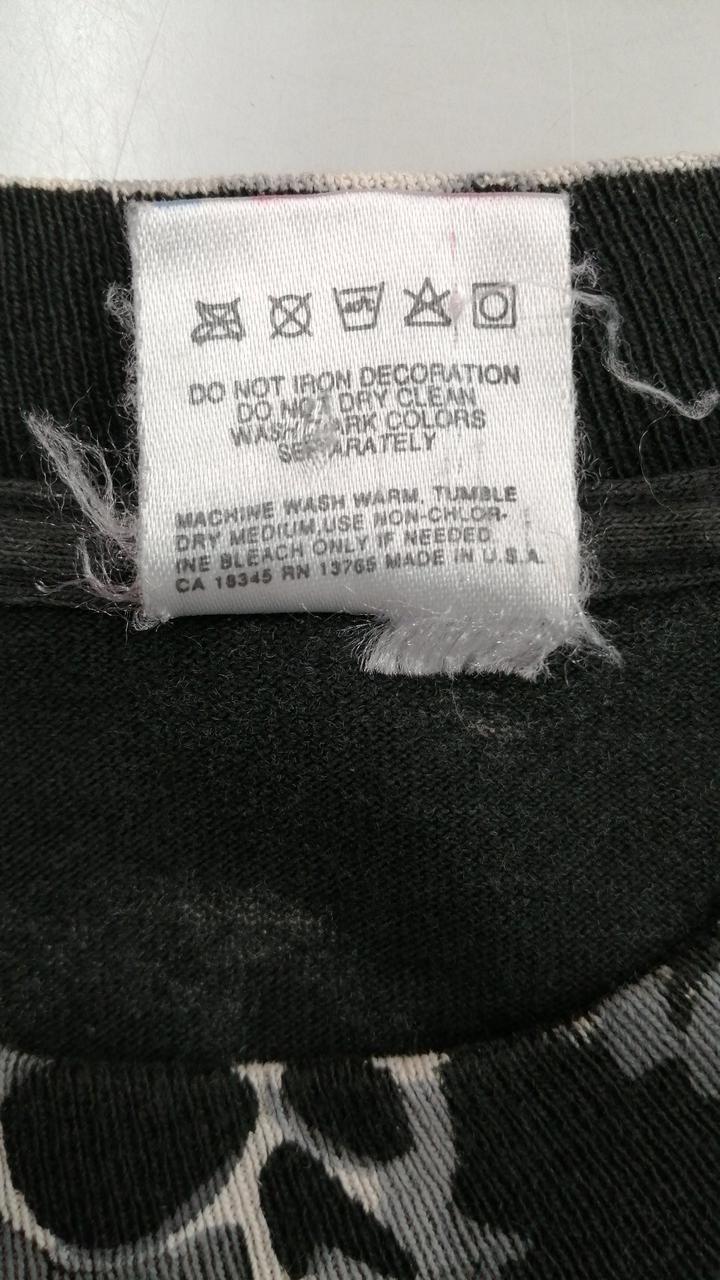 DO NOT IRON DECORATION
DO NOT DRY CLEAN
WASH DARK COLORS
SEPARATELY
MACHINE WASH WARM. TUMBLE
DRY MEDIUM.USE NON-CHLOR-
INE BLEACH ONLY IF NEEDED
CA 18345 RN 13765 MADE IN U.S.A.